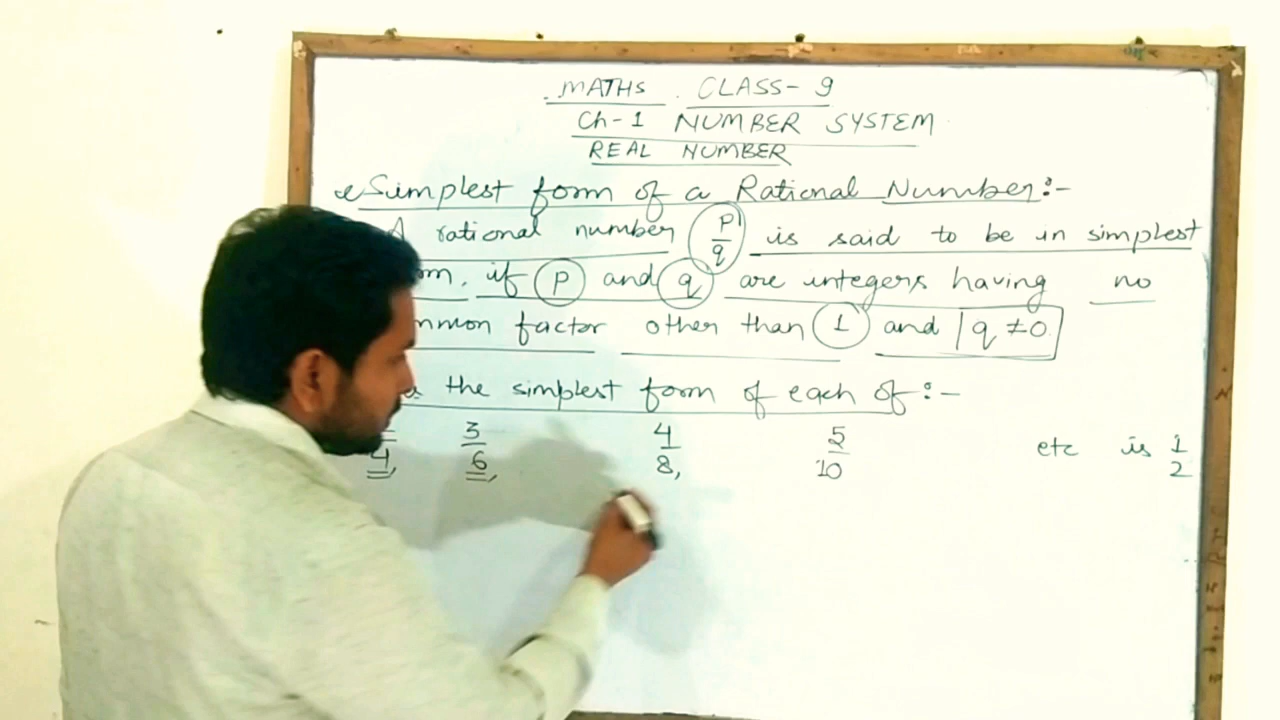 MATHS CLASS-9
Ch-1 NUMBER SYSTEM
REAL NUMBER
Simplest form of a Rational Number:-
A rational number p/q is said to be in simplest
if p and q are integers having no
factor other than 1 and q ≠ 0
the simplest form of each of:-
3/6, 4/8, 5/10 etc is 1/2